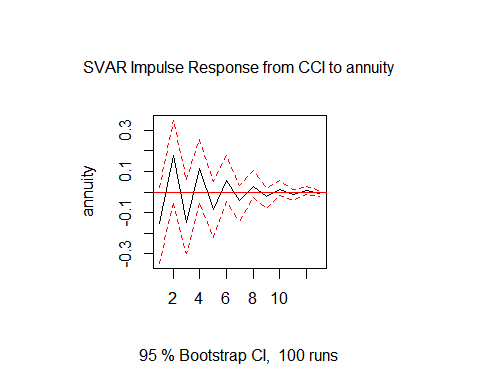 SVAR Impulse Response from CCI to annuity
annuity
0.3
0.1
-0.1
-0.3
2 4 6 8 10
95 % Bootstrap CI, 100 runs